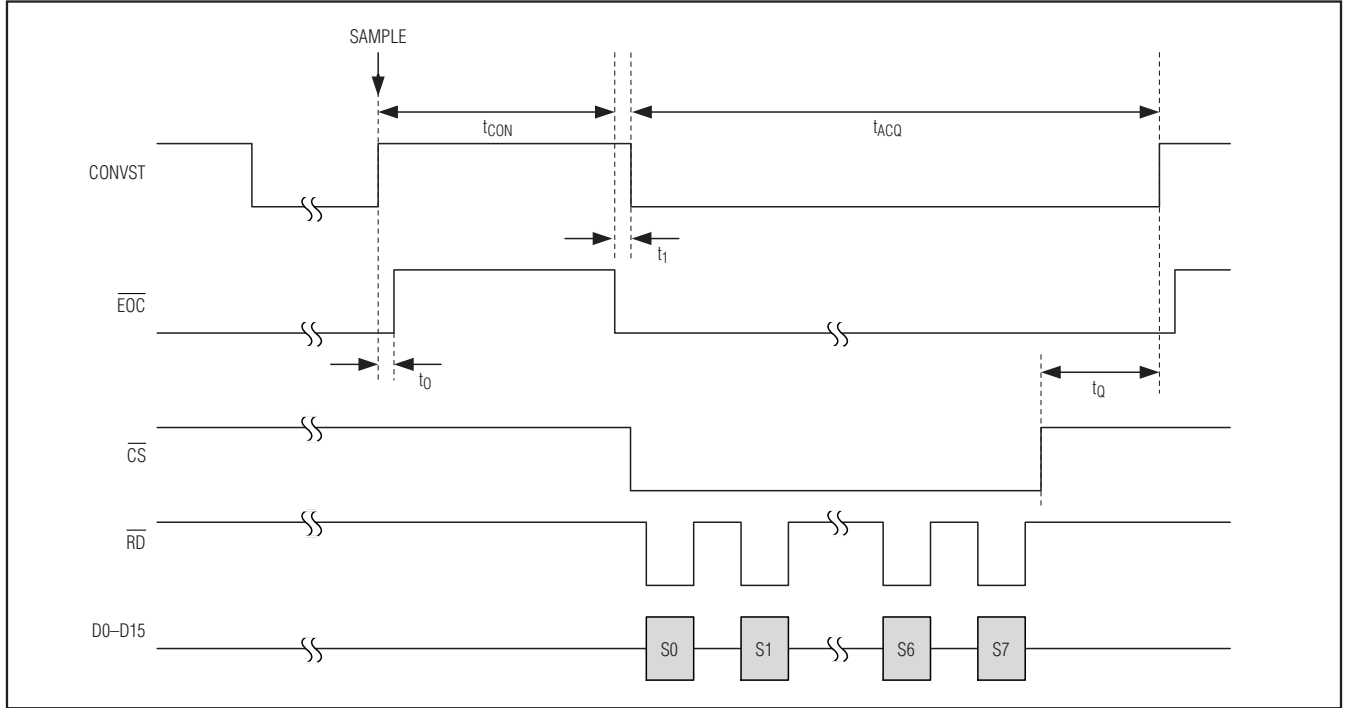 SAMPLE
tCON
tACQ
CONVST
t1
EOC
t0
tQ
CS
RD
D0–D15
S0
S1
S6
S7